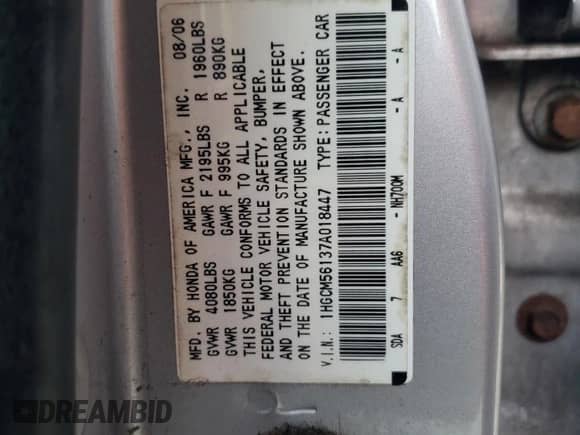 MFD. BY HONDA OF AMERICA MFG., INC. 08/06
GVWR 4080LBS GAWR F 2195LBS R 1960LBS
GVWR 1850KG GAWR F 995KG R 890KG
THIS VEHICLE CONFORMS TO ALL APPLICABLE
FEDERAL MOTOR VEHICLE SAFETY, BUMPER,
AND THEFT PREVENTION STANDARDS IN EFFECT
ON THE DATE OF MANUFACTURE SHOWN ABOVE.
V.I.N.: 1HGCM56137A018447 TYPE: PASSENGER CAR
SDA 7 AAG - NH700M - A - A
DREAMBID